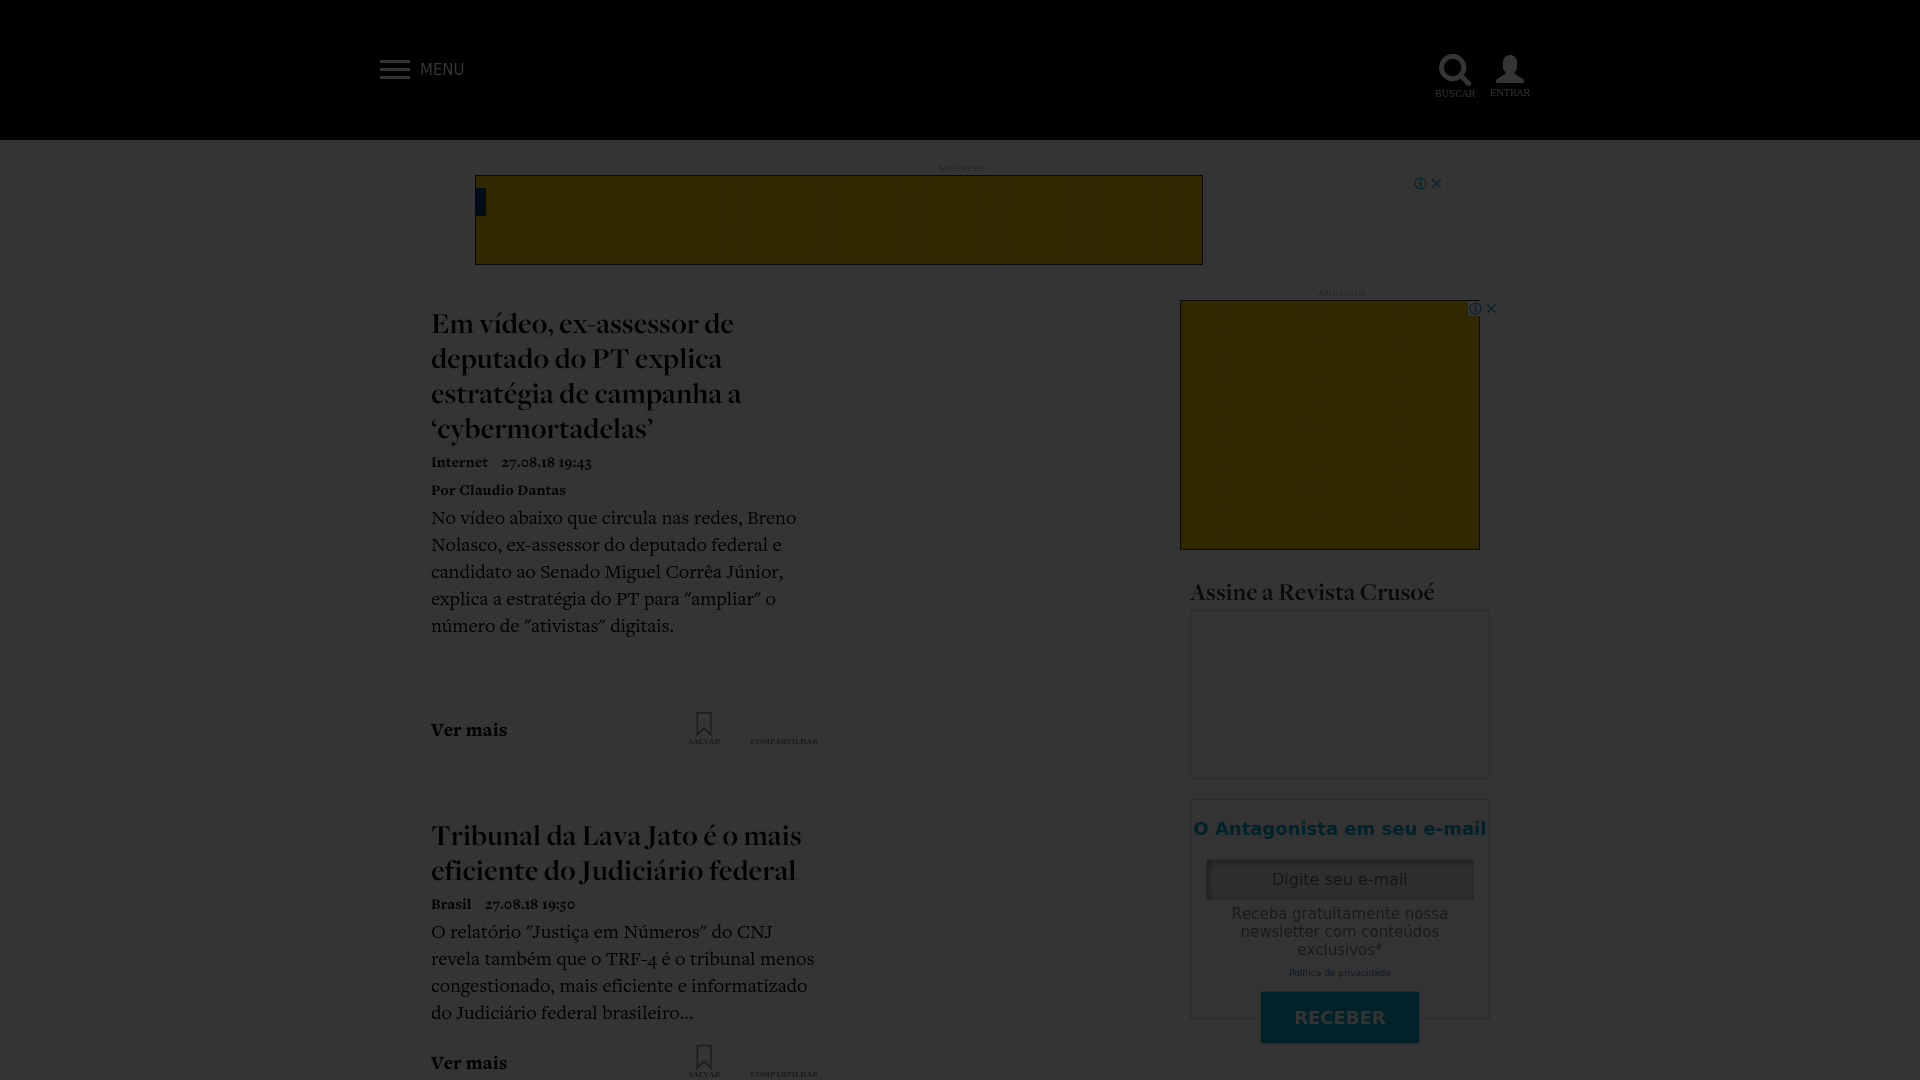 MENU
BUSCAR
ENTRAR
ANUNCIO
Em vídeo, ex-assessor de
deputado do PT explica
estratégia de campanha a
‘cybermortadelas’
Internet 27.08.18 19:43
Por Claudio Dantas
No vídeo abaixo que circula nas redes, Breno
Nolasco, ex-assessor do deputado federal e
candidato ao Senado Miguel Corrêa Júnior,
explica a estratégia do PT para "ampliar" o
número de "ativistas" digitais.
Ver mais
SALVAR
COMPARTILHAR
Tribunal da Lava Jato é o mais
eficiente do Judiciário federal
Brasil 27.08.18 19:50
O relatório "Justiça em Números" do CNJ
revela também que o TRF-4 é o tribunal menos
congestionado, mais eficiente e informatizado
do Judiciário federal brasileiro...
Ver mais
SALVAR
COMPARTILHAR
ANUNCIO
Assine a Revista Crusoé
O Antagonista em seu e-mail
Digite seu e-mail
Receba gratuitamente nossa
newsletter com conteúdos
exclusivos*
Política de privacidade
RECEBER